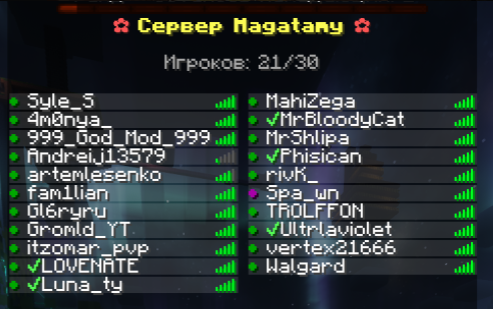 ✿ Сервер Magatamy ✿
Игроков: 21/30
Syle_S
4m0nya_
999_God_Mod_999
Andreij13579
artemlesenko
fam1lian
Gl6ryru
Gromld_YT
itzomar_pvp
✓LOVENATE
✓Luna_ty
MahiZega
✓MrBloodyCat
MrShlipa
✓Phisican
rivK_
Spa_wn
TROLFFON
✓Ultrlaviolet
vertex21666
Walgard